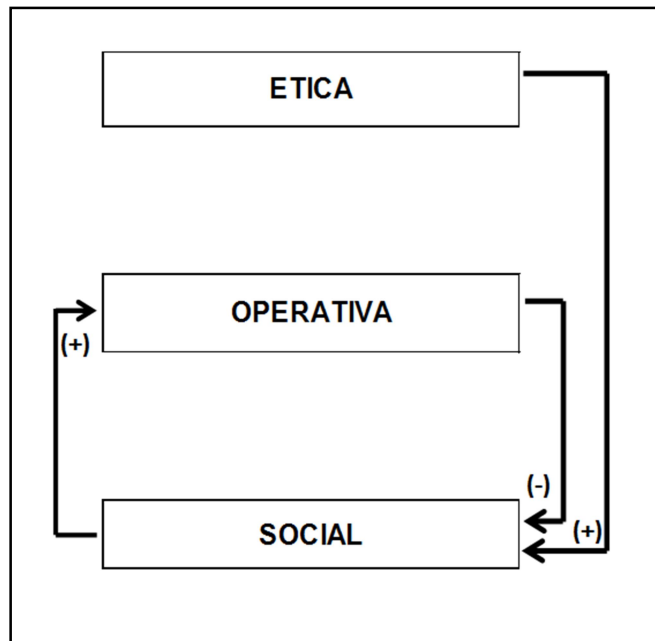 ETICA
OPERATIVA
(+)
(-)
SOCIAL
(+)